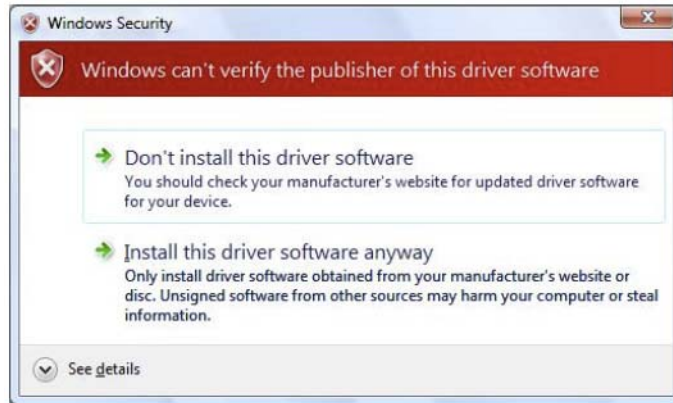 Windows Security
Windows can't verify the publisher of this driver software
Don't install this driver software
You should check your manufacturer's website for updated driver software
for your device.
Install this driver software anyway
Only install driver software obtained from your manufacturer's website or
disc. Unsigned software from other sources may harm your computer or steal
information.
See details